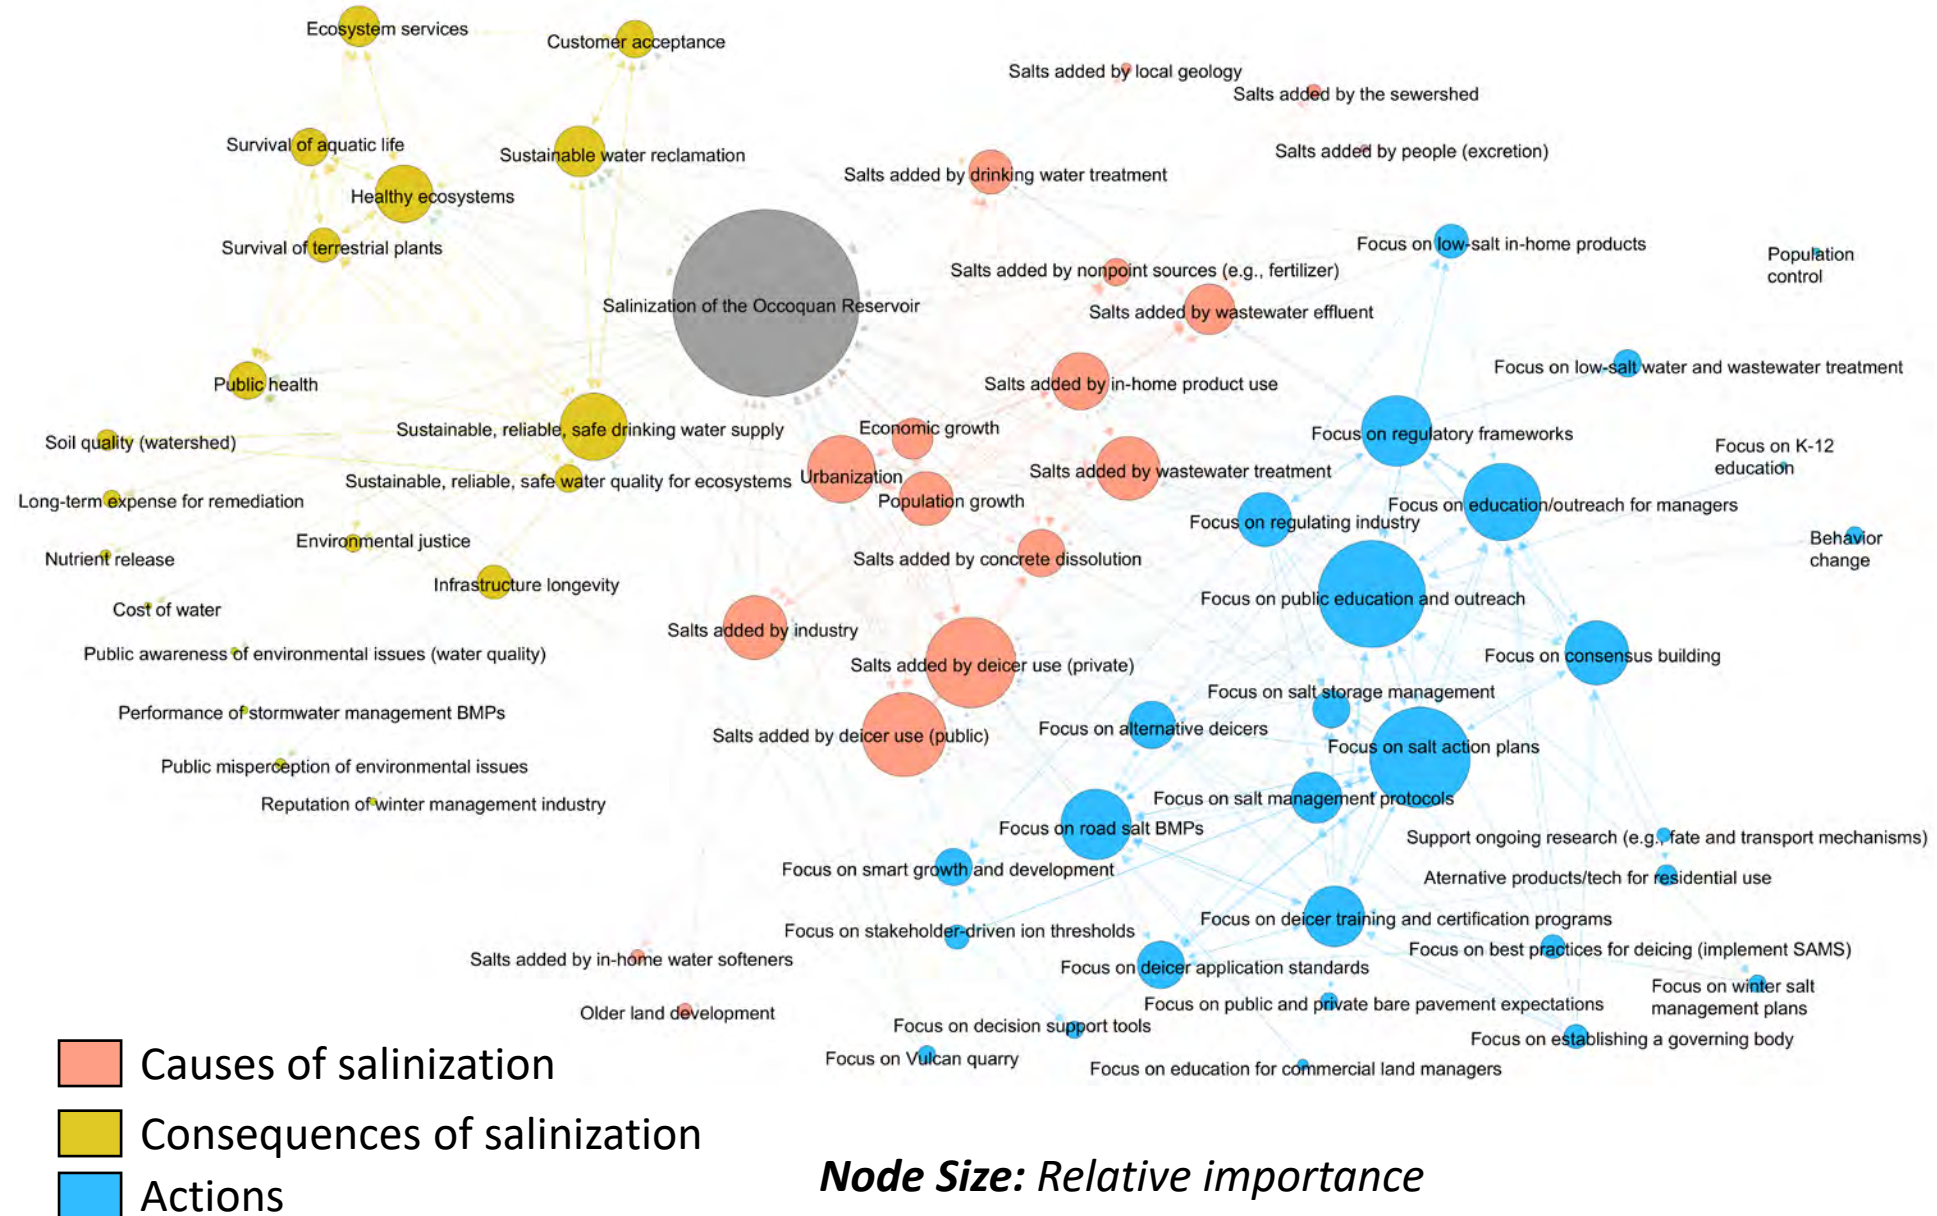 Ecosystem services
Customer acceptance
Salts added by local geology
Salts added by the sewershed
Survival of aquatic life
Sustainable water reclamation
Salts added by people (excretion)
Salts added by drinking water treatment
Healthy ecosystems
Survival of terrestrial plants
Focus on low-salt in-home products
Population
control
Salts added by nonpoint sources (e.g., fertilizer)
Salinization of the Occoquan Reservoir
Salts added by wastewater effluent
Focus on low-salt water and wastewater treatment
Public health
Salts added by in-home product use
Sustainable, reliable, safe drinking water supply
Economic growth
Focus on regulatory frameworks
Soil quality (watershed)
Focus on K-12
education
Salts added by wastewater treatment
Sustainable, reliable, safe water quality for ecosystems
Urbanization
Long-term expense for remediation
Population growth
Focus on education/outreach for managers
Focus on regulating industry
Environmental justice
Behavior
change
Nutrient release
Salts added by concrete dissolution
Infrastructure longevity
Focus on public education and outreach
Cost of water
Salts added by industry
Public awareness of environmental issues (water quality)
Salts added by deicer use (private)
Focus on consensus building
Focus on salt storage management
Performance of stormwater management BMPs
Focus on alternative deicers
Salts added by deicer use (public)
Focus on salt action plans
Public misperception of environmental issues
Reputation of winter management industry
Focus on salt management protocols
Focus on road salt BMPs
Support ongoing research (e.g., fate and transport mechanisms)
Focus on smart growth and development
Aternative products/tech for residential use
Focus on deicer training and certification programs
Focus on stakeholder-driven ion thresholds
Focus on best practices for deicing (implement SAMS)
Salts added by in-home water softeners
Focus on deicer application standards
Focus on winter salt
management plans
Focus on public and private bare pavement expectations
Older land development
Focus on decision support tools
Focus on establishing a governing body
Focus on Vulcan quarry
Focus on education for commercial land managers
Causes of salinization
Consequences of salinization
Actions
Node Size: Relative importance